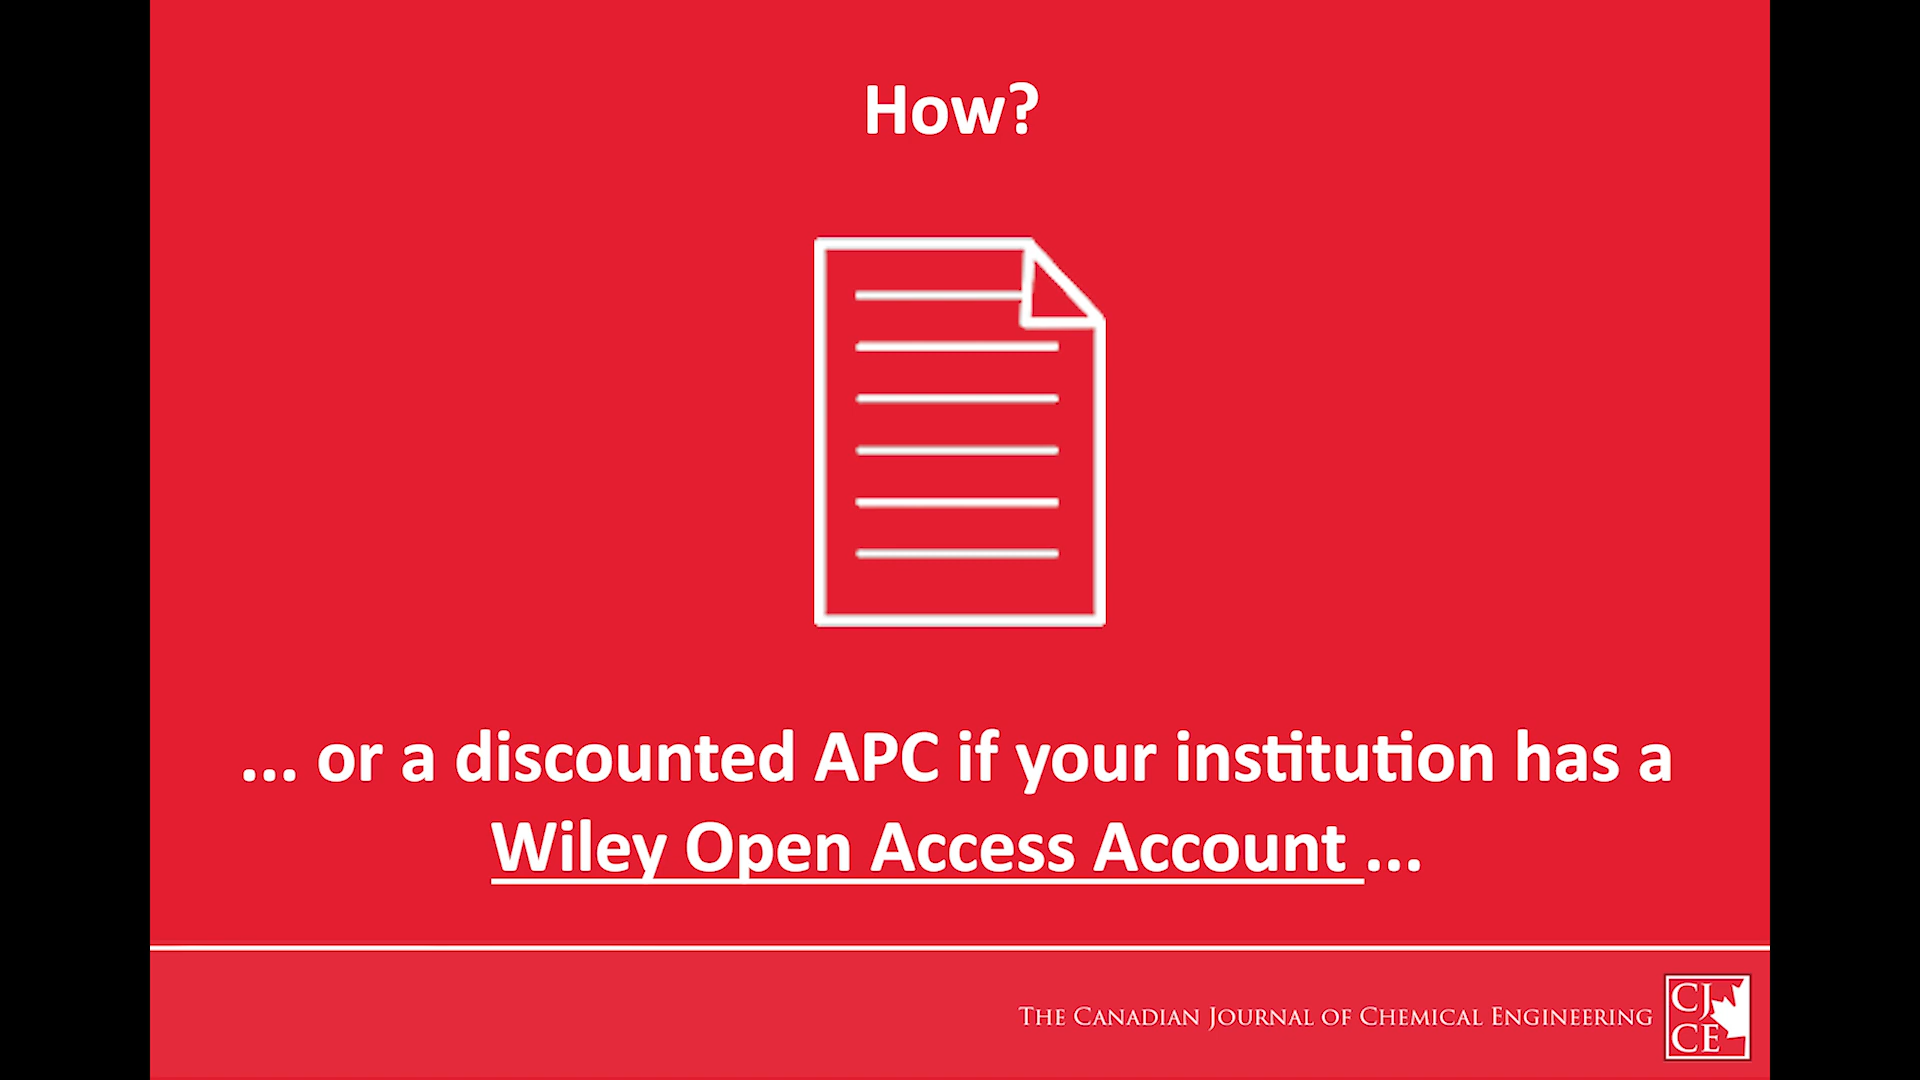 How?
... or a discounted APC if your institution has a
Wiley Open Access Account ...
THE CANADIAN JOURNAL OF CHEMICAL ENGINEERING
CJ
CE